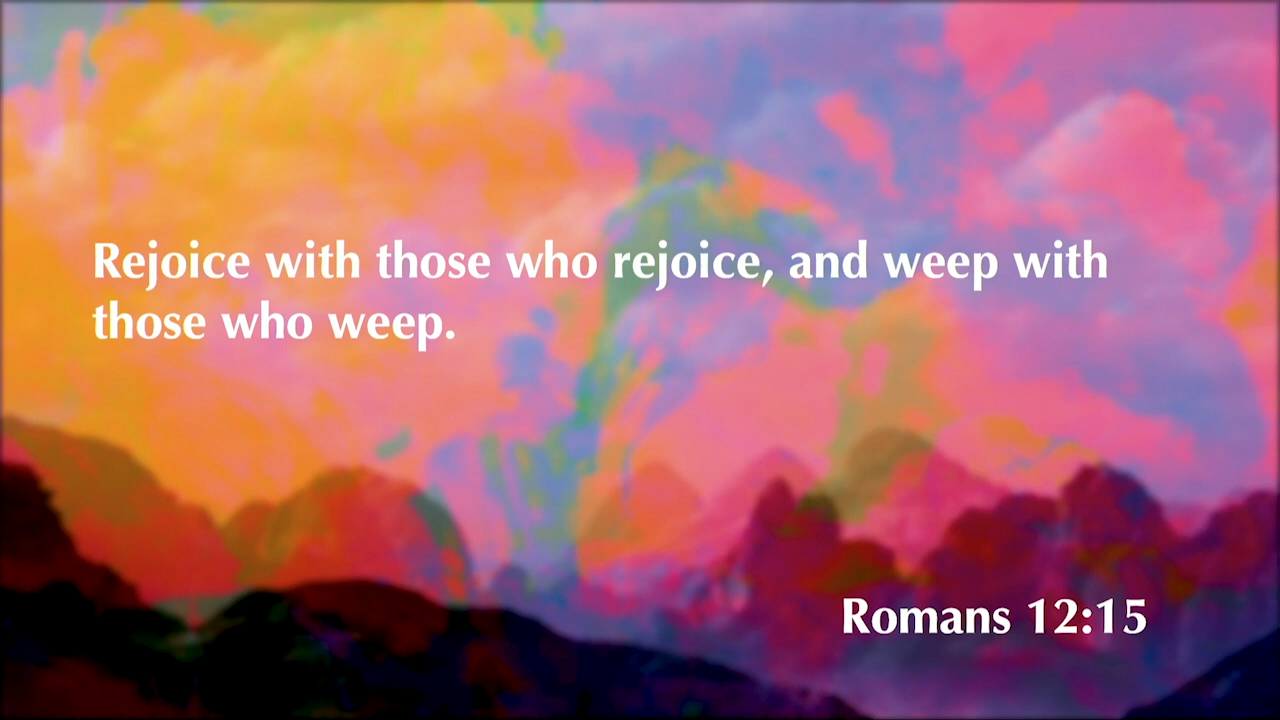 Rejoice with those who rejoice, and weep with
those who weep.
Romans 12:15